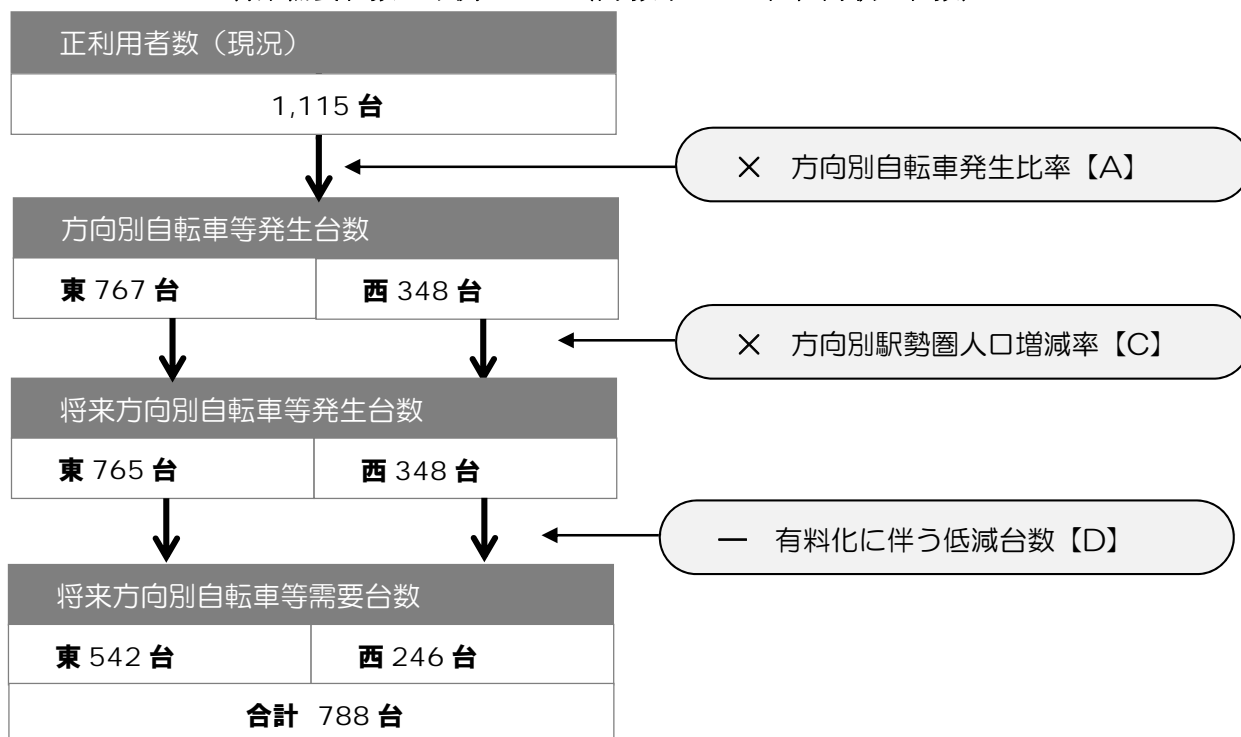 正利用者数（現況）
1,115 台
× 方向別自転車発生比率【A】
方向別自転車等発生台数
東 767 台 西 348 台
× 方向別駅勢圏人口増減率【C】
将来方向別自転車等発生台数
東 765 台 西 348 台
－ 有料化に伴う低減台数【D】
将来方向別自転車等需要台数
東 542 台 西 246 台
合計 788 台